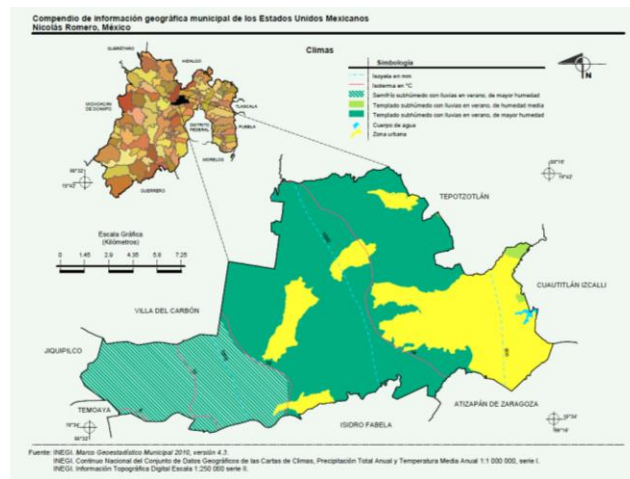 Compendio de información geográfica municipal de los Estados Unidos Mexicanos
Nicolás Romero, México
Climas
Simbología
Isoyeta en mm
Isoterma en °C
Semifrío subhúmedo con lluvias en verano, de mayor humedad
Templado subhúmedo con lluvias en verano, de humedad media
Templado subhúmedo con lluvias en verano, de mayor humedad
Cuerpo de agua
Zona urbana
N
QUERÉTARO
HIDALGO
MICHOACÁN
DE OCAMPO
TLAXCALA
DISTRITO
FEDERAL
PUEBLA
MORELOS
GUERRERO
TEPOTZOTLÁN
Escala Gráfica
(Kilómetros)
0 1.45 2.9 4.35 5.8 7.25
CUAUTITLÁN IZCALLI
VILLA DEL CARBÓN
JIQUIPILCO
TEMOAYA
ISIDRO FABELA
ATIZAPÁN DE ZARAGOZA
Fuente: INEGI. Marco Geoestadístico Municipal 2010, versión 4.3.
INEGI. Continuo Nacional del Conjunto de Datos Geográficos de las Cartas de Climas, Precipitación Total Anual y Temperatura Media Anual 1:1 000 000, serie I.
INEGI. Información Topográfica Digital Escala 1:250 000 serie II.